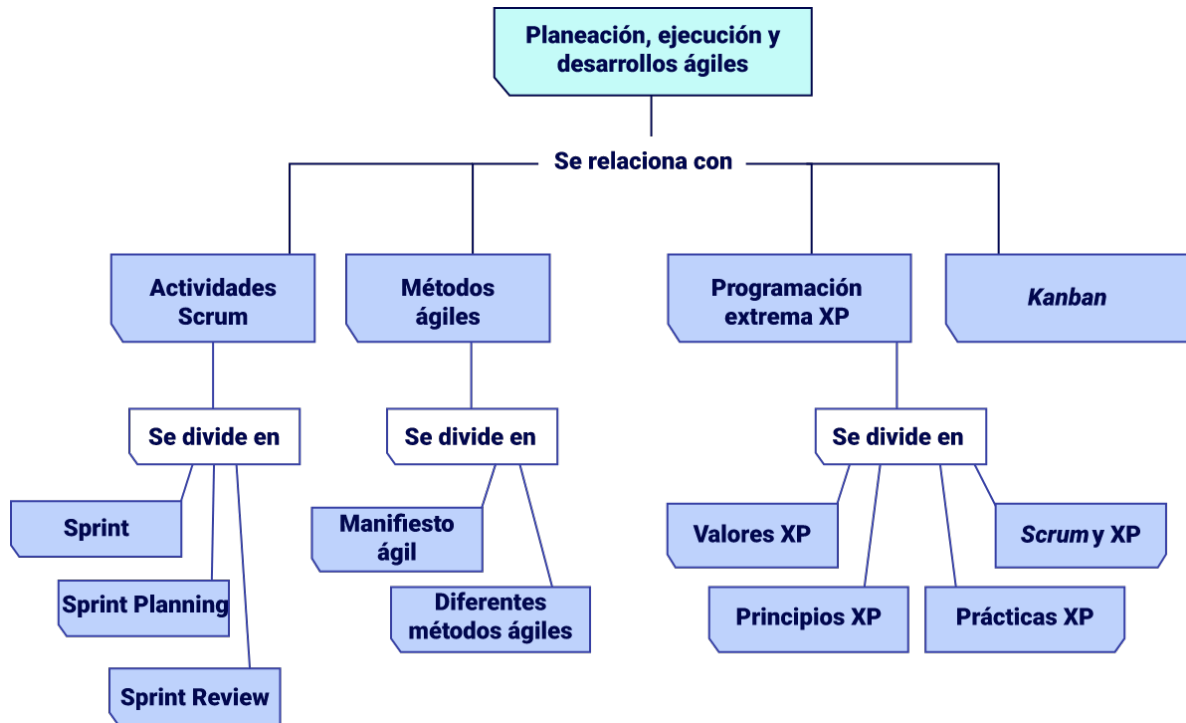 Planeación, ejecución y
desarrollos ágiles
Se relaciona con
Actividades
Scrum
Métodos
ágiles
Programación
extrema XP
Kanban
Se divide en
Se divide en
Se divide en
Sprint
Sprint Planning
Sprint Review
Manifiesto
ágil
Diferentes
métodos ágiles
Valores XP
Principios XP
Prácticas XP
Scrum y XP